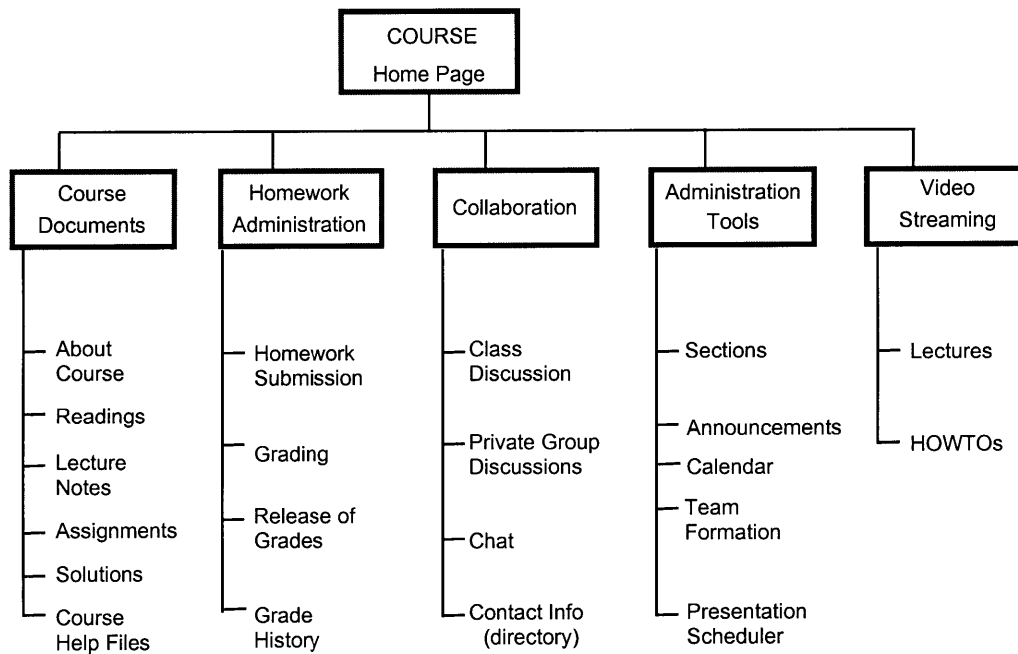 COURSE
Home Page
Course
Documents
Homework
Administration
Collaboration
Administration
Tools
Video
Streaming
About
Course
Readings
Lecture
Notes
Assignments
Solutions
Course
Help Files
Homework
Submission
Grading
Release of
Grades
Grade
History
Class
Discussion
Private Group
Discussions
Chat
Contact Info
(directory)
Sections
Announcements
Calendar
Team
Formation
Presentation
Scheduler
Lectures
HOWTOs